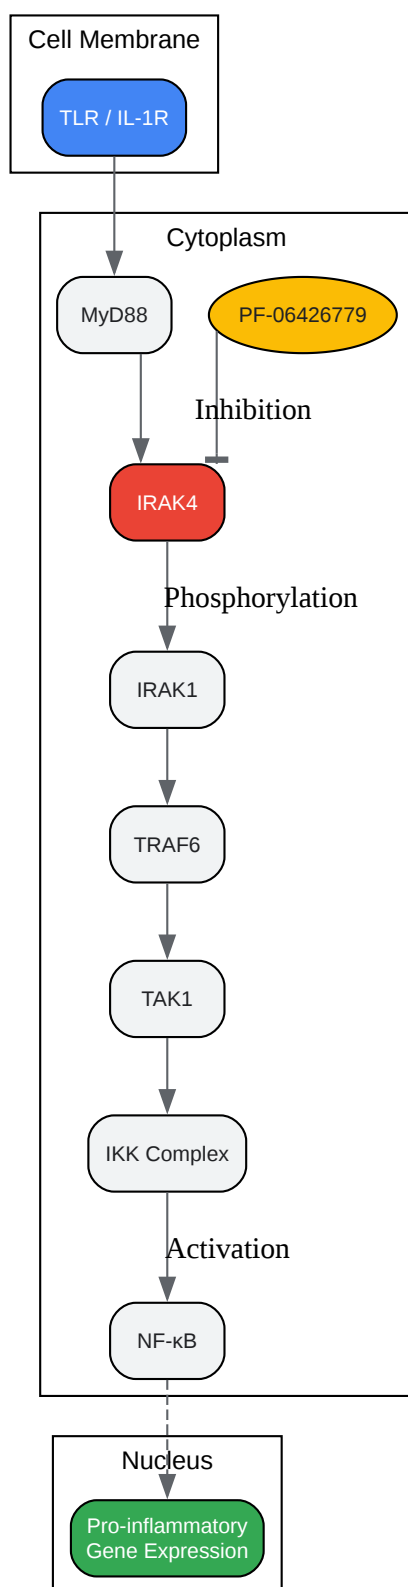 Cell Membrane
TLR / IL-1R
Cytoplasm
MyD88
PF-06426779
Inhibition
IRAK4
Phosphorylation
IRAK1
TRAF6
TAK1
IKK Complex
Activation
NF-κB
Nucleus
Pro-inflammatory
Gene Expression